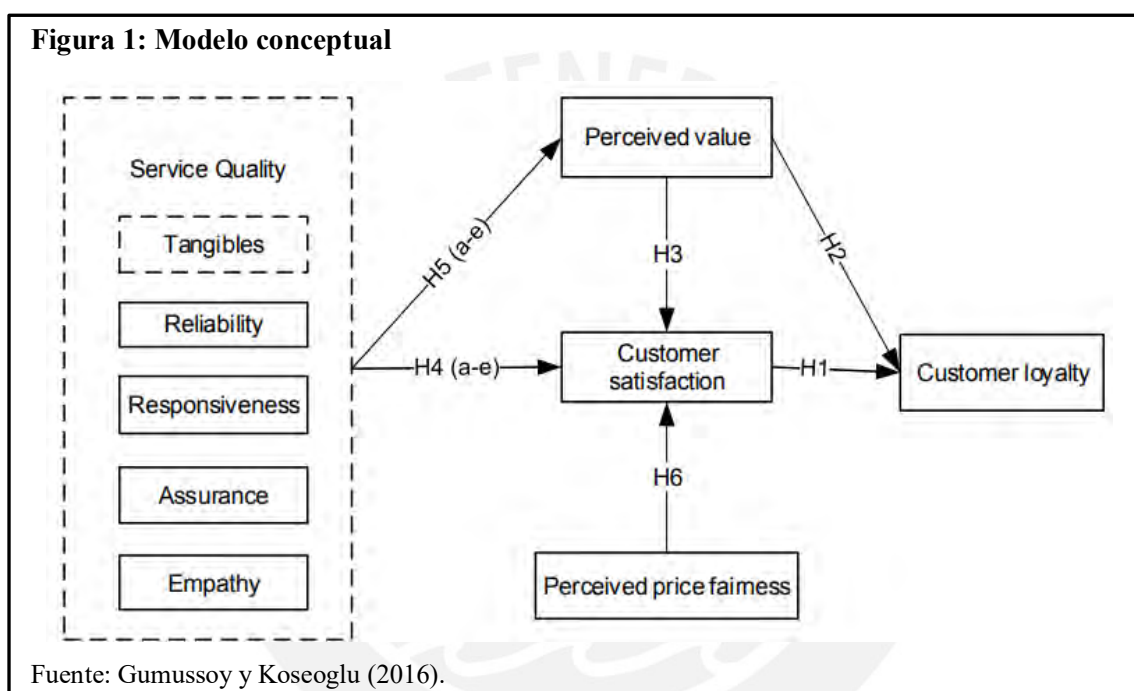 Figura 1: Modelo conceptual
Service Quality
Tangibles
Reliability
Responsiveness
Assurance
Empathy
H5 (a-e)
H4 (a-e)
Perceived value
H3
Customer
satisfaction
H6
Perceived price fairness
H2
H1
Customer loyalty
Fuente: Gumussoy y Koseoglu (2016).